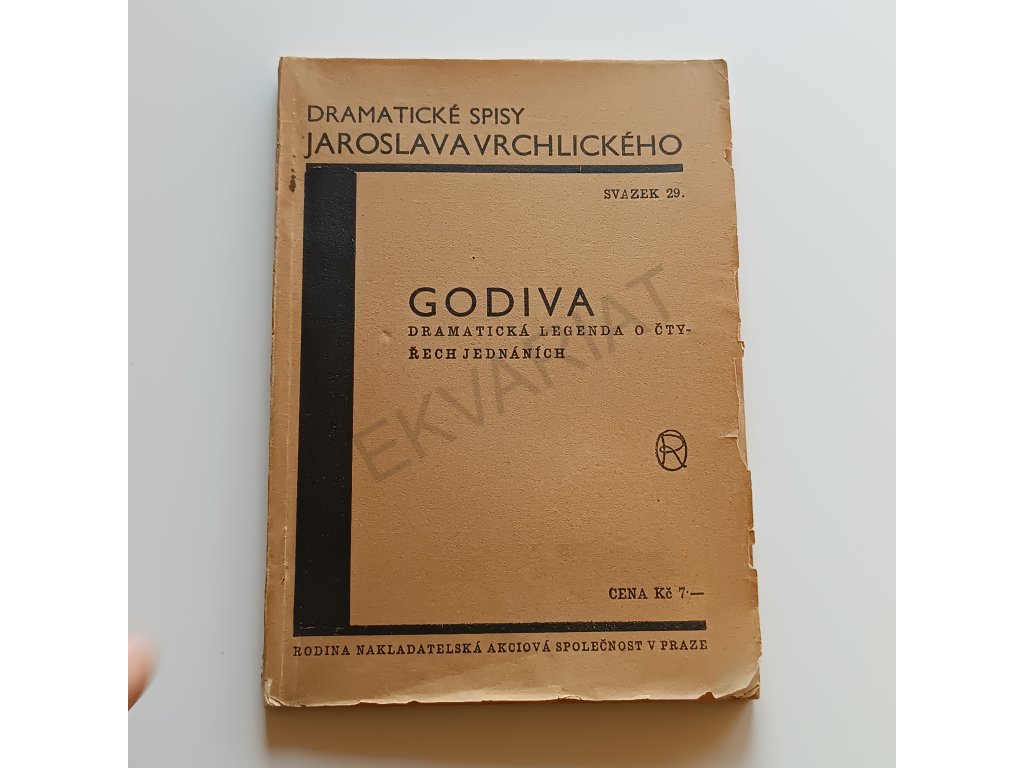 DRAMATICKÉ SPISY
JAROSLAVA VRCHLICKÉHO
SVAZEK 29.
GODIVA
DRAMATICKÁ LEGENDA O ČTY-
ŘECH JEDNÁNÍCH
EKVARIAT
CENA Kč 7·—
RODINA NAKLADATELSKÁ AKCIOVÁ SPOLEČNOST V PRAZE